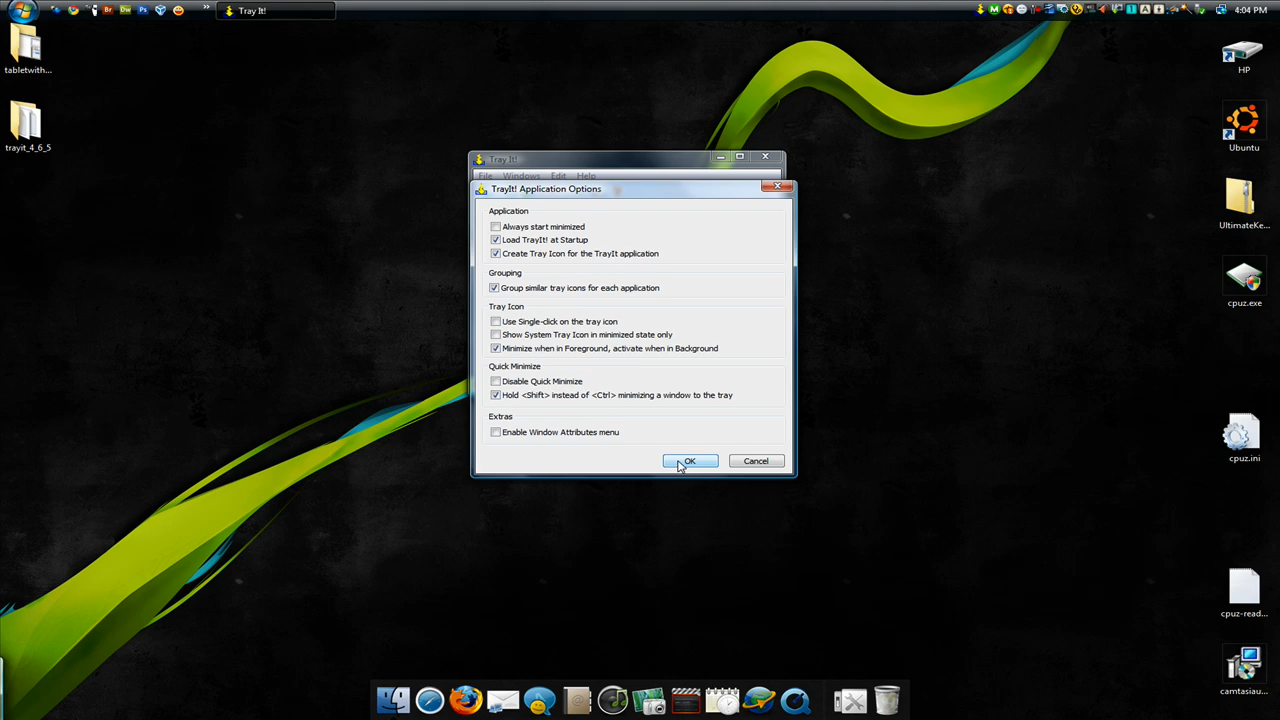 Tray It!
4:04 PM
tabletwith...
trayit_4_6_5
HP
Ubuntu
UltimateKe...
cpuz.exe
cpuz.ini
cpuz-read...
camtasiau...
Tray It!
File Windows Edit Help
TrayIt! Application Options
Application
Always start minimized
Load TrayIt! at Startup
Create Tray Icon for the TrayIt application
Grouping
Group similar tray icons for each application
Tray Icon
Use Single-click on the tray icon
Show System Tray Icon in minimized state only
Minimize when in Foreground, activate when in Background
Quick Minimize
Disable Quick Minimize
Hold <Shift> instead of <Ctrl> minimizing a window to the tray
Extras
Enable Window Attributes menu
OK Cancel